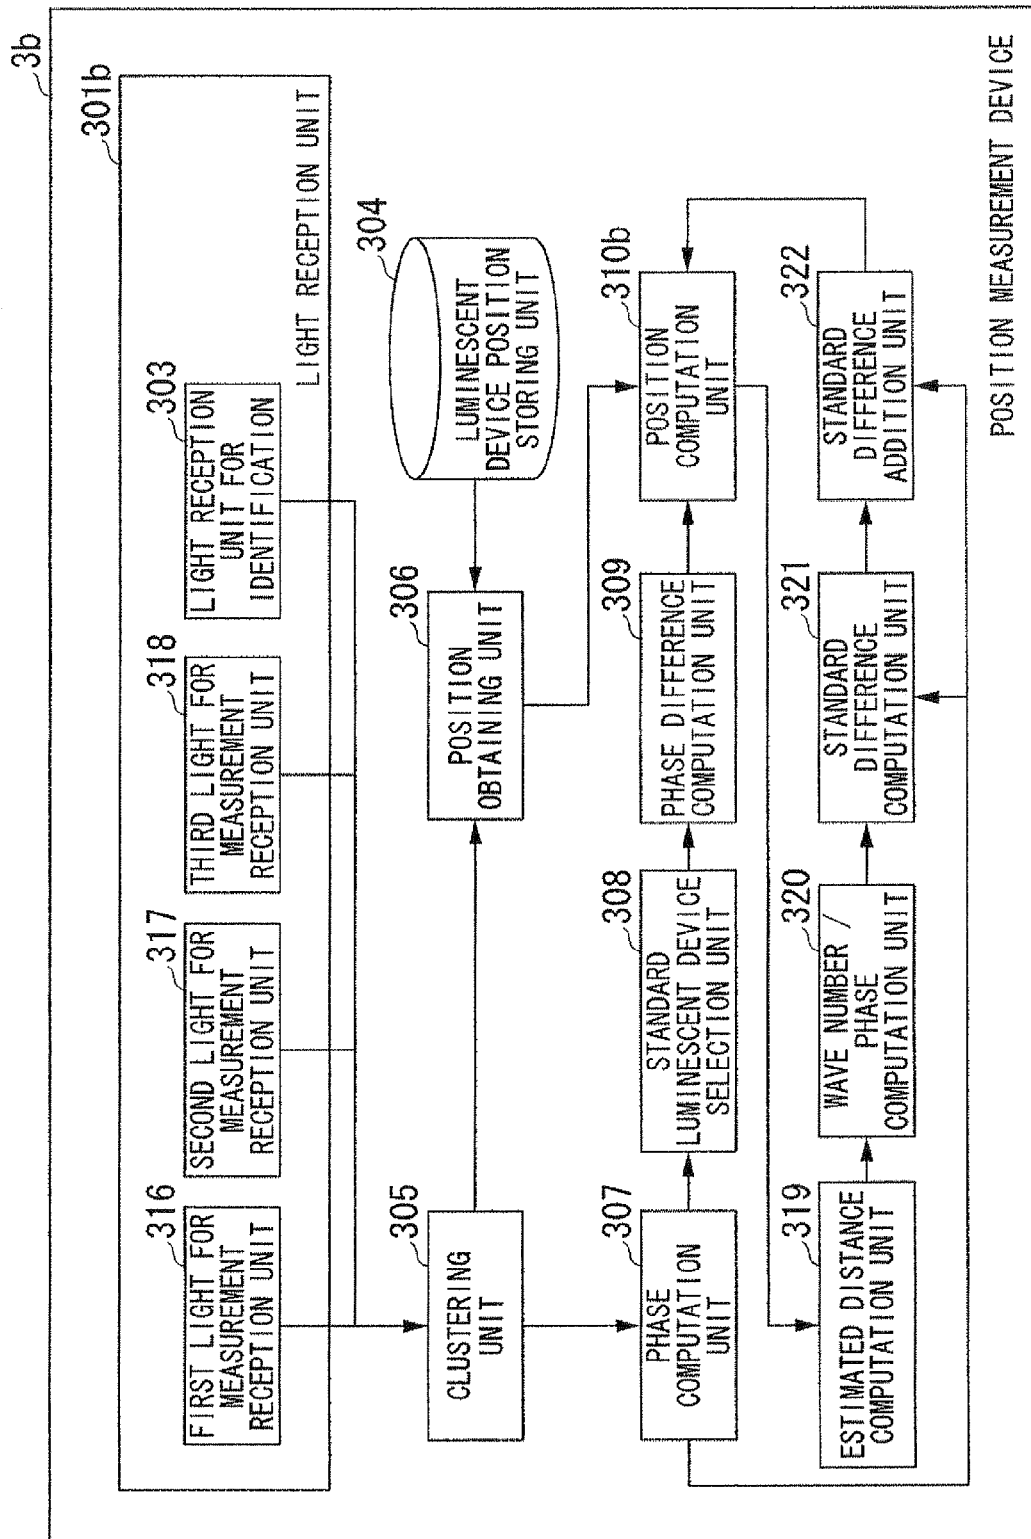 3b
301b
316
FIRST LIGHT FOR
MEASUREMENT
RECEPTION UNIT
317
SECOND LIGHT FOR
MEASUREMENT
RECEPTION UNIT
318
THIRD LIGHT FOR
MEASUREMENT
RECEPTION UNIT
303
LIGHT RECEPTION
UNIT FOR
IDENTIFICATION
LIGHT RECEPTION UNIT
305
CLUSTERING
UNIT
306
POSITION
OBTAINING UNIT
304
LUMINESCENT
DEVICE POSITION
STORING UNIT
307
PHASE
COMPUTATION
UNIT
308
STANDARD
LUMINESCENT DEVICE
SELECTION UNIT
309
PHASE DIFFERENCE
COMPUTATION UNIT
310b
POSITION
COMPUTATION
UNIT
319
ESTIMATED DISTANCE
COMPUTATION UNIT
320
WAVE NUMBER /
PHASE
COMPUTATION UNIT
321
STANDARD
DIFFERENCE
COMPUTATION UNIT
322
STANDARD
DIFFERENCE
ADDITION UNIT
POSITION MEASUREMENT DEVICE